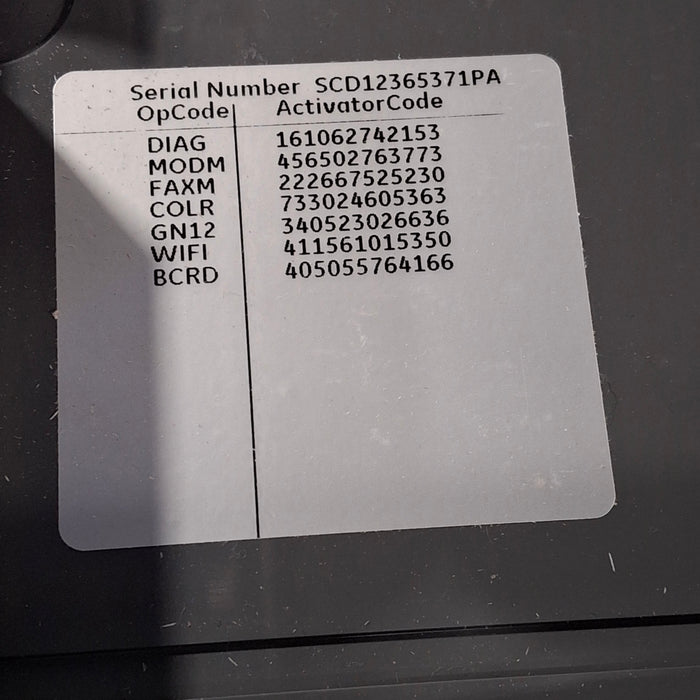 Serial Number SCD12365371PA
OpCode ActivatorCode
DIAG 161062742153
MODM 456502763773
FAXM 222667525230
COLR 733024605363
GN12 340523026636
WIFI 411561015350
BCRD 405055764166